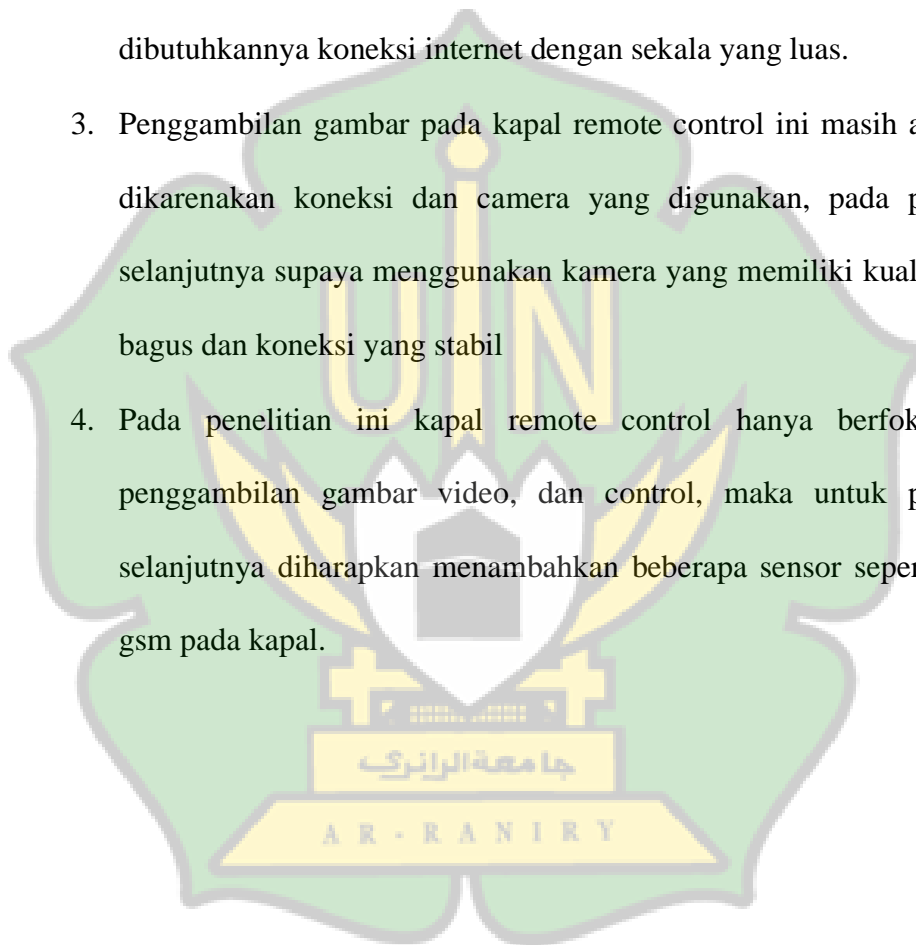 dibutuhkannya koneksi internet dengan sekala yang luas.
3. Penggambilan gambar pada kapal remote control ini masih a
dikarenakan koneksi dan camera yang digunakan, pada p
selanjutnya supaya menggunakan kamera yang memiliki kual
bagus dan koneksi yang stabil
4. Pada penelitian ini kapal remote control hanya berfok
penggambilan gambar video, dan control, maka untuk p
selanjutnya diharapkan menambahkan beberapa sensor seper
gsm pada kapal.
UIN
جامعة الرانري
AR-RANIRY